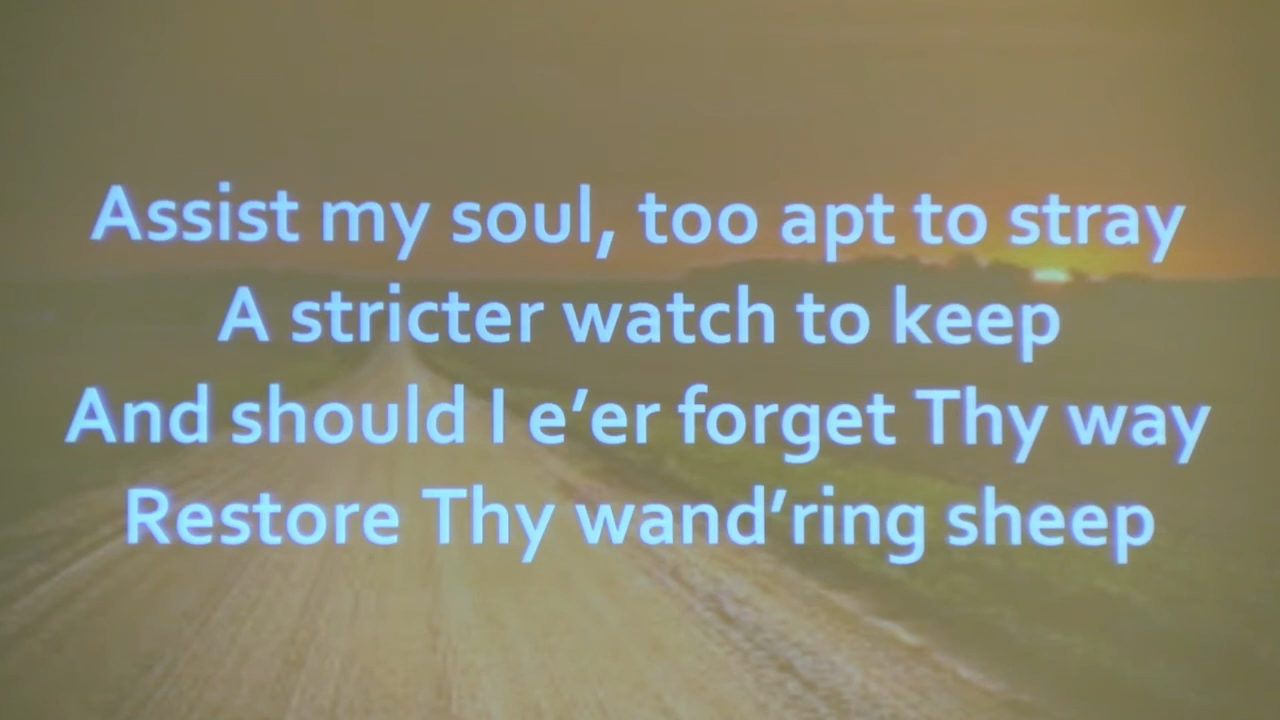 Assist my soul, too apt to stray
A stricter watch to keep
And should I e’er forget Thy way
Restore Thy wand’ring sheep